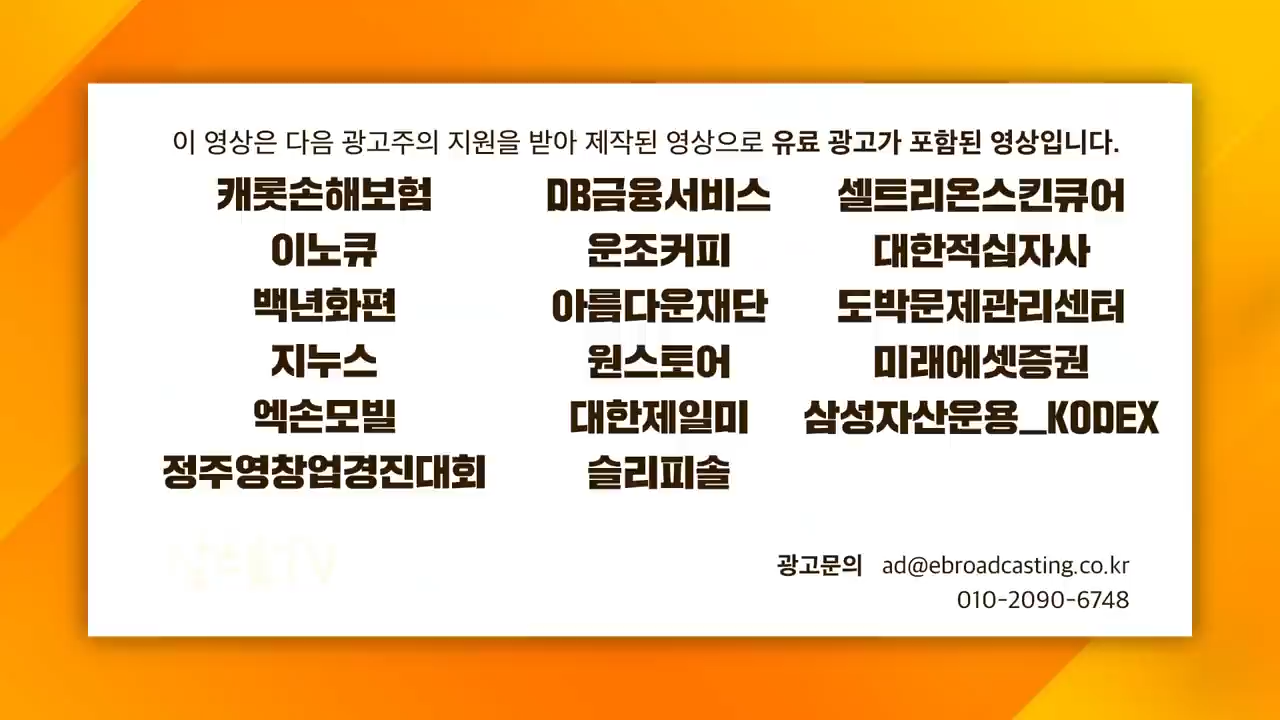 이 영상은 다음 광고주의 지원을 받아 제작된 영상으로 유료 광고가 포함된 영상입니다.
캐롯손해보험 DB금융서비스 셀트리온스킨큐어
이노큐 운조커피 대한적십자사
백년화편 아름다운재단 도박문제관리센터
지누스 원스토어 미래에셋증권
엑손모빌 대한제일미 삼성자산운용_KODEX
정주영창업경진대회 슬리피솔
광고문의 ad@ebroadcasting.co.kr
010-2090-6748